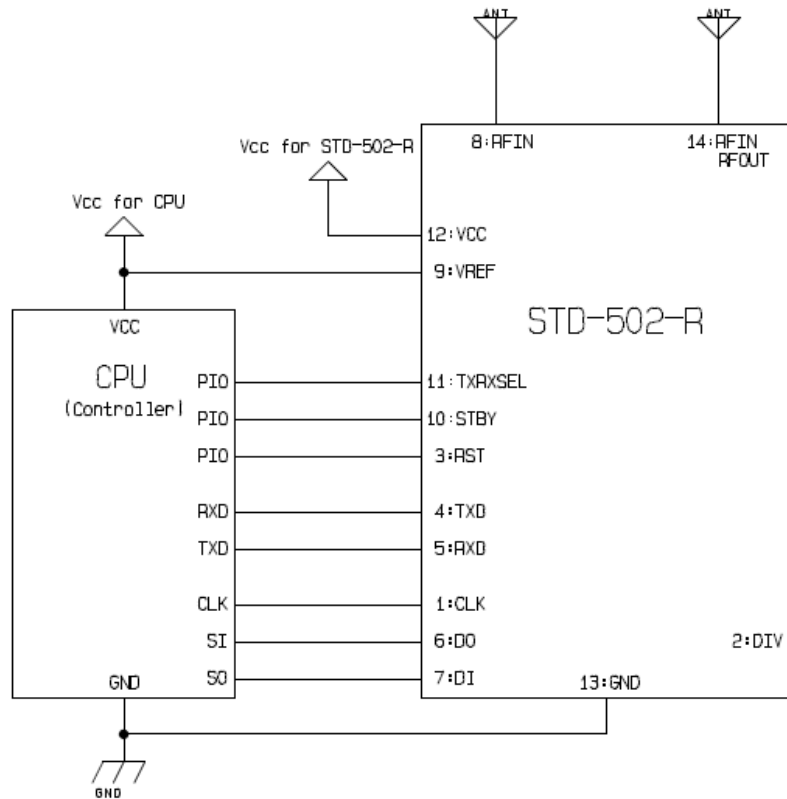 ANT ANT
8:RFIN 14:RFIN
RFOUT
Vcc for STD-502-R
Vcc for CPU
12:VCC
9:VREF
VCC
STD-502-R
CPU
(Controller)
PIO 11:TXRXSEL
PIO 10:STBY
PIO 3:RST
RXD 4:TXD
TXD 5:RXD
CLK 1:CLK
SI 6:DO 2:DIV
SO 7:DI
GND 13:GND
GND